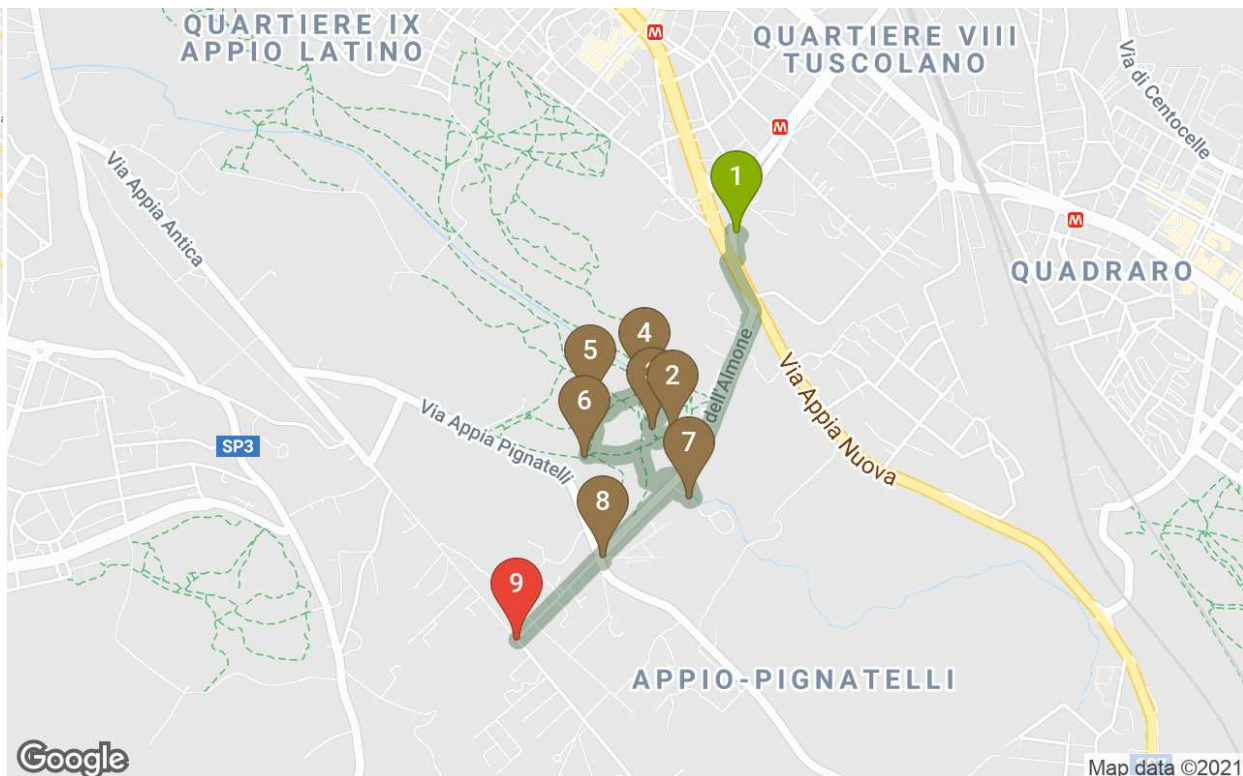 QUARTIERE IX
APPIO LATINO
M
QUARTIERE VIII
TUSCOLANO
Via di Centocelle
M
Via Appia Antica
1
M
QUADRARO
4
5
2
6
dell'Almone
Via Appia Nuova
Via Appia Pignatelli
7
SP3
8
9
APPIO-PIGNATELLI
Google
Map data ©2021